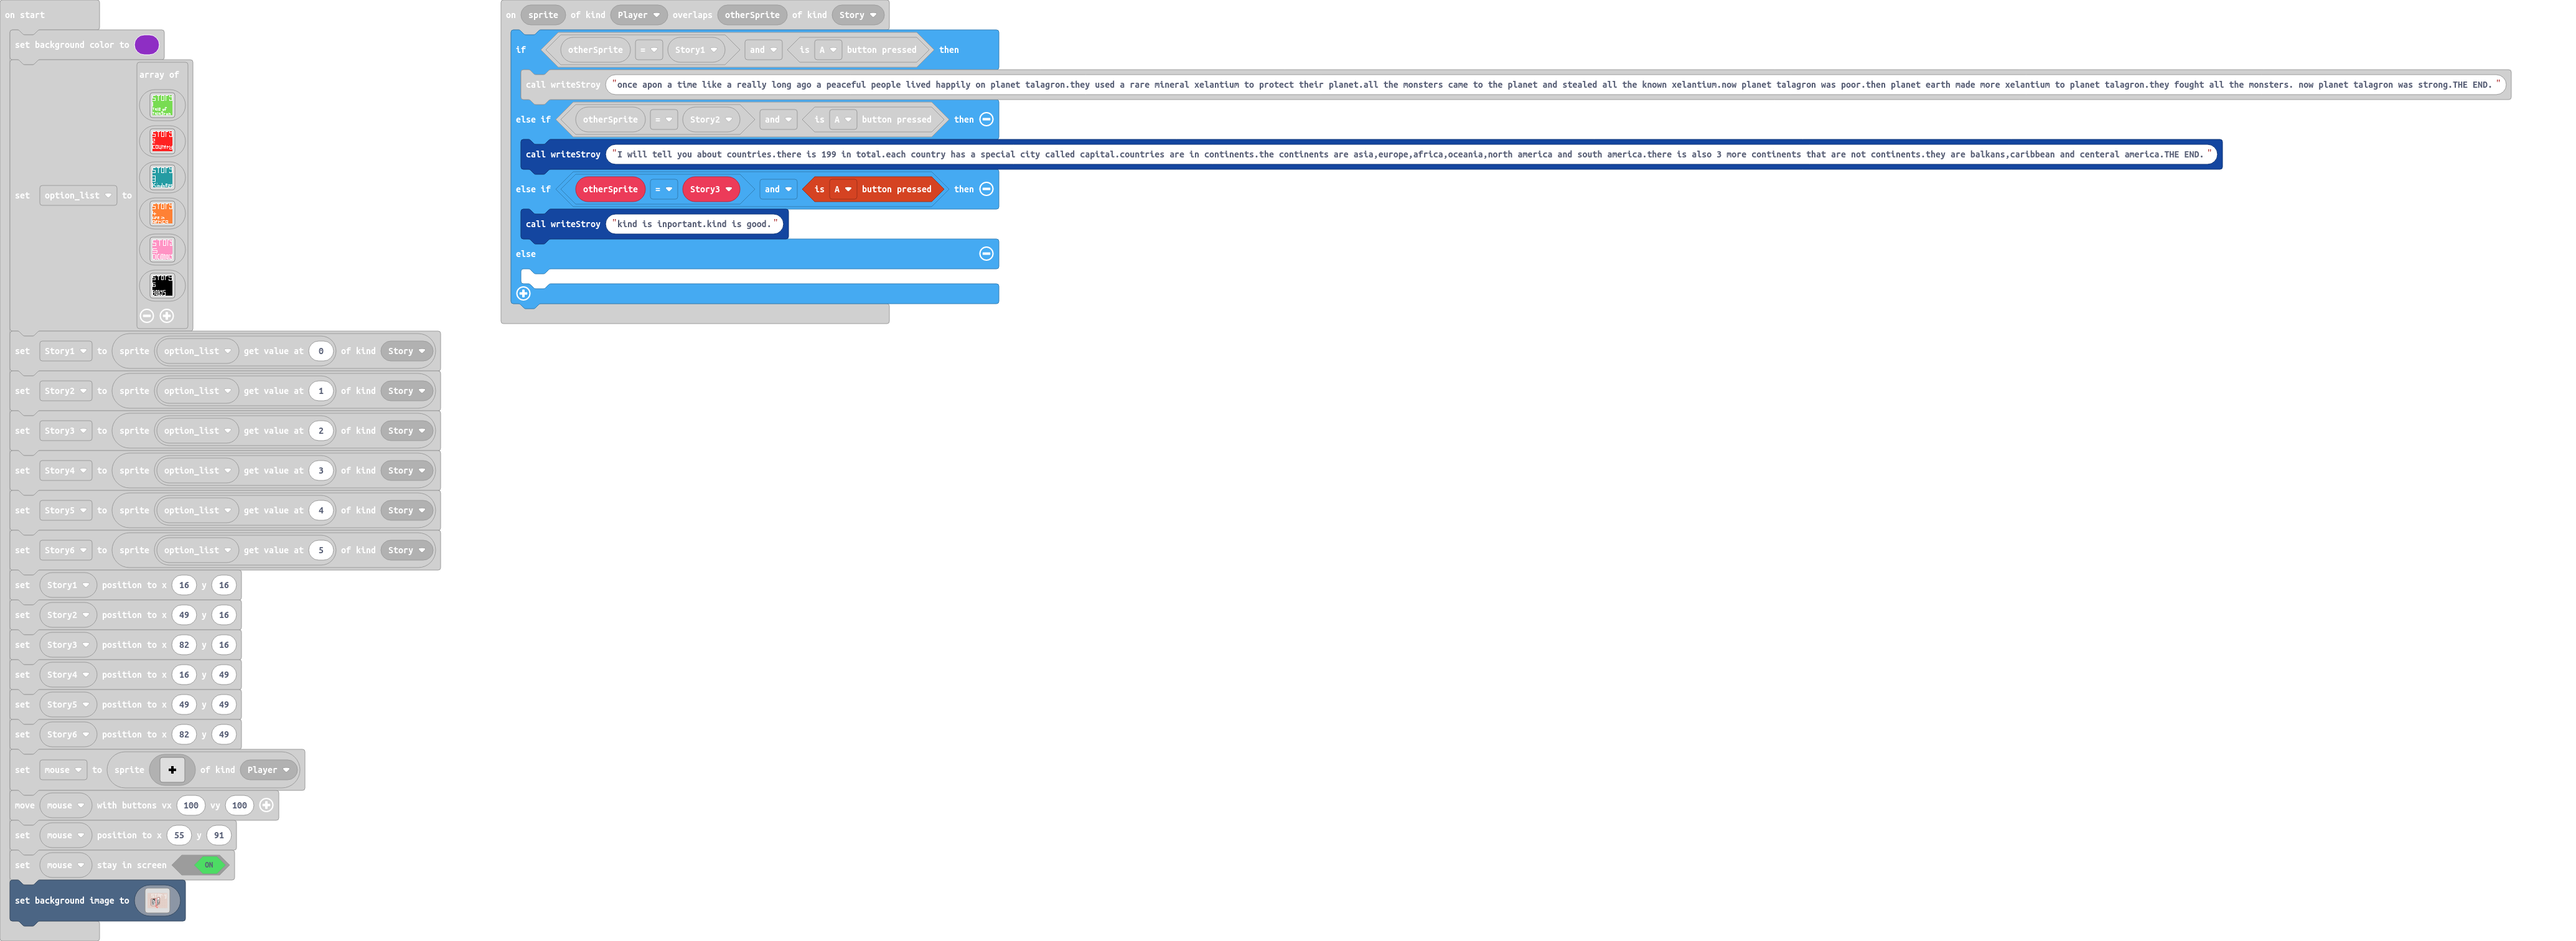 on start
set background color to
set option_list to array of
set Story1 to sprite option_list get value at 0 of kind Story
set Story2 to sprite option_list get value at 1 of kind Story
set Story3 to sprite option_list get value at 2 of kind Story
set Story4 to sprite option_list get value at 3 of kind Story
set Story5 to sprite option_list get value at 4 of kind Story
set Story6 to sprite option_list get value at 5 of kind Story
set Story1 position to x 16 y 16
set Story2 position to x 49 y 16
set Story3 position to x 82 y 16
set Story4 position to x 16 y 49
set Story5 position to x 49 y 49
set Story6 position to x 82 y 49
set mouse to sprite of kind Player
move mouse with buttons vx 100 vy 100
set mouse position to x 55 y 91
set mouse stay in screen ON
set background image to
on sprite of kind Player overlaps otherSprite of kind Story
if otherSprite = Story1 and is A button pressed then
call writeStroy "once apon a time like a really long ago a peaceful people lived happily on planet talagron.they used a rare mineral xelantium to protect their planet.all the monsters came to the planet and stealed all the known xelantium.now planet talagron was poor.then planet earth made more xelantium to planet talagron.they fought all the monsters. now planet talagron was strong.THE END."
else if otherSprite = Story2 and is A button pressed then
call writeStroy "I will tell you about countries.there is 199 in total.each country has a special city called capital.countries are in continents.the continents are asia,europe,africa,oceania,north america and south america.there is also 3 more continents that are not continents.they are balkans,caribbean and centeral america.THE END."
else if otherSprite = Story3 and is A button pressed then
call writeStroy "kind is inportant.kind is good."
else